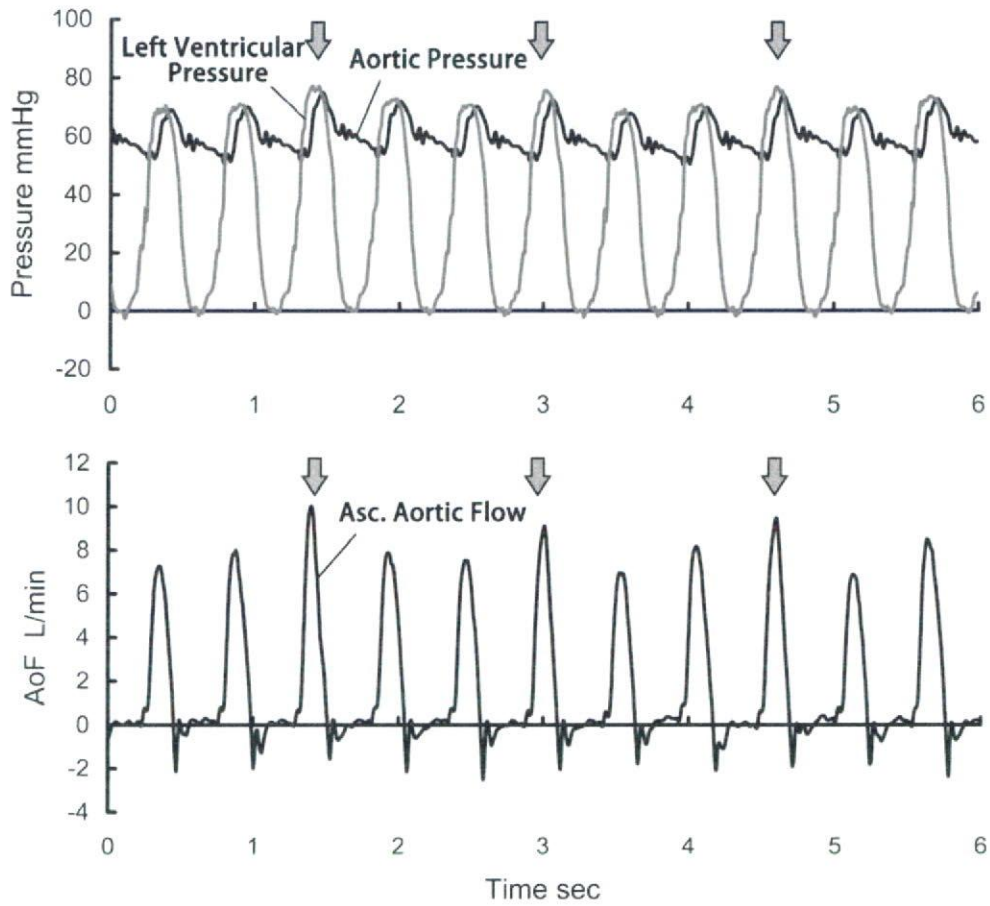 100
80
60
40
20
0
-20
Pressure mmHg
Left Ventricular
Pressure
Aortic Pressure
0 1 2 3 4 5 6
12
10
8
6
4
2
0
-2
-4
AoF L/min
Asc. Aortic Flow
0 1 2 3 4 5 6
Time sec